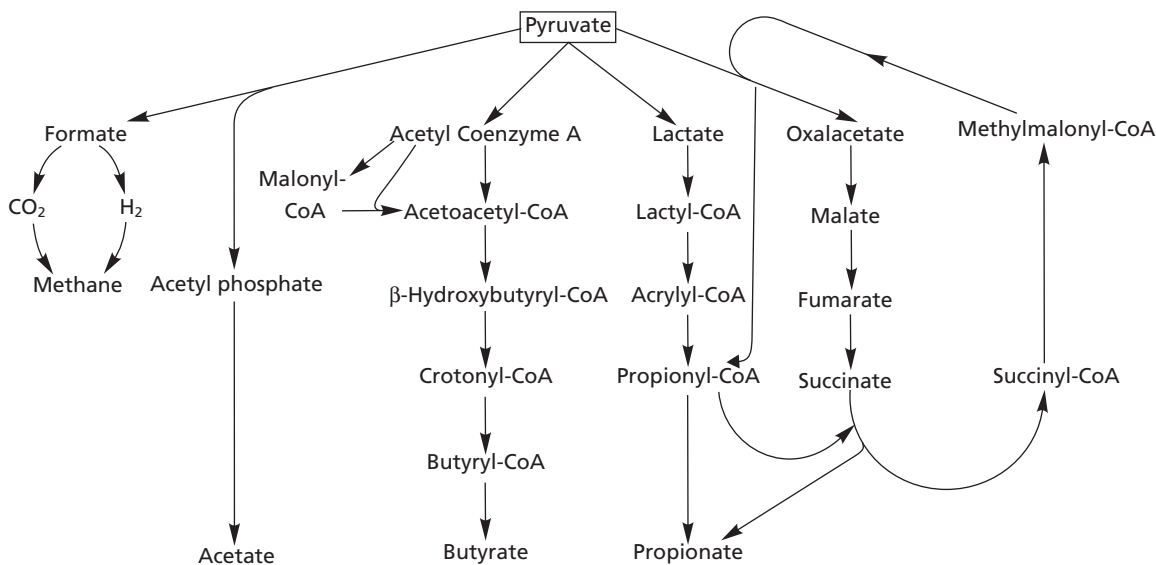 Pyruvate
Formate
Acetyl Coenzyme A
Lactate
Oxalacetate
Methylmalonyl-CoA
Malonyl-
CoA
CO₂
H₂
Acetoacetyl-CoA
Lactyl-CoA
Malate
Methane
Acetyl phosphate
β-Hydroxybutyryl-CoA
Acrylyl-CoA
Fumarate
Crotonyl-CoA
Propionyl-CoA
Succinate
Succinyl-CoA
Butyryl-CoA
Acetate
Butyrate
Propionate